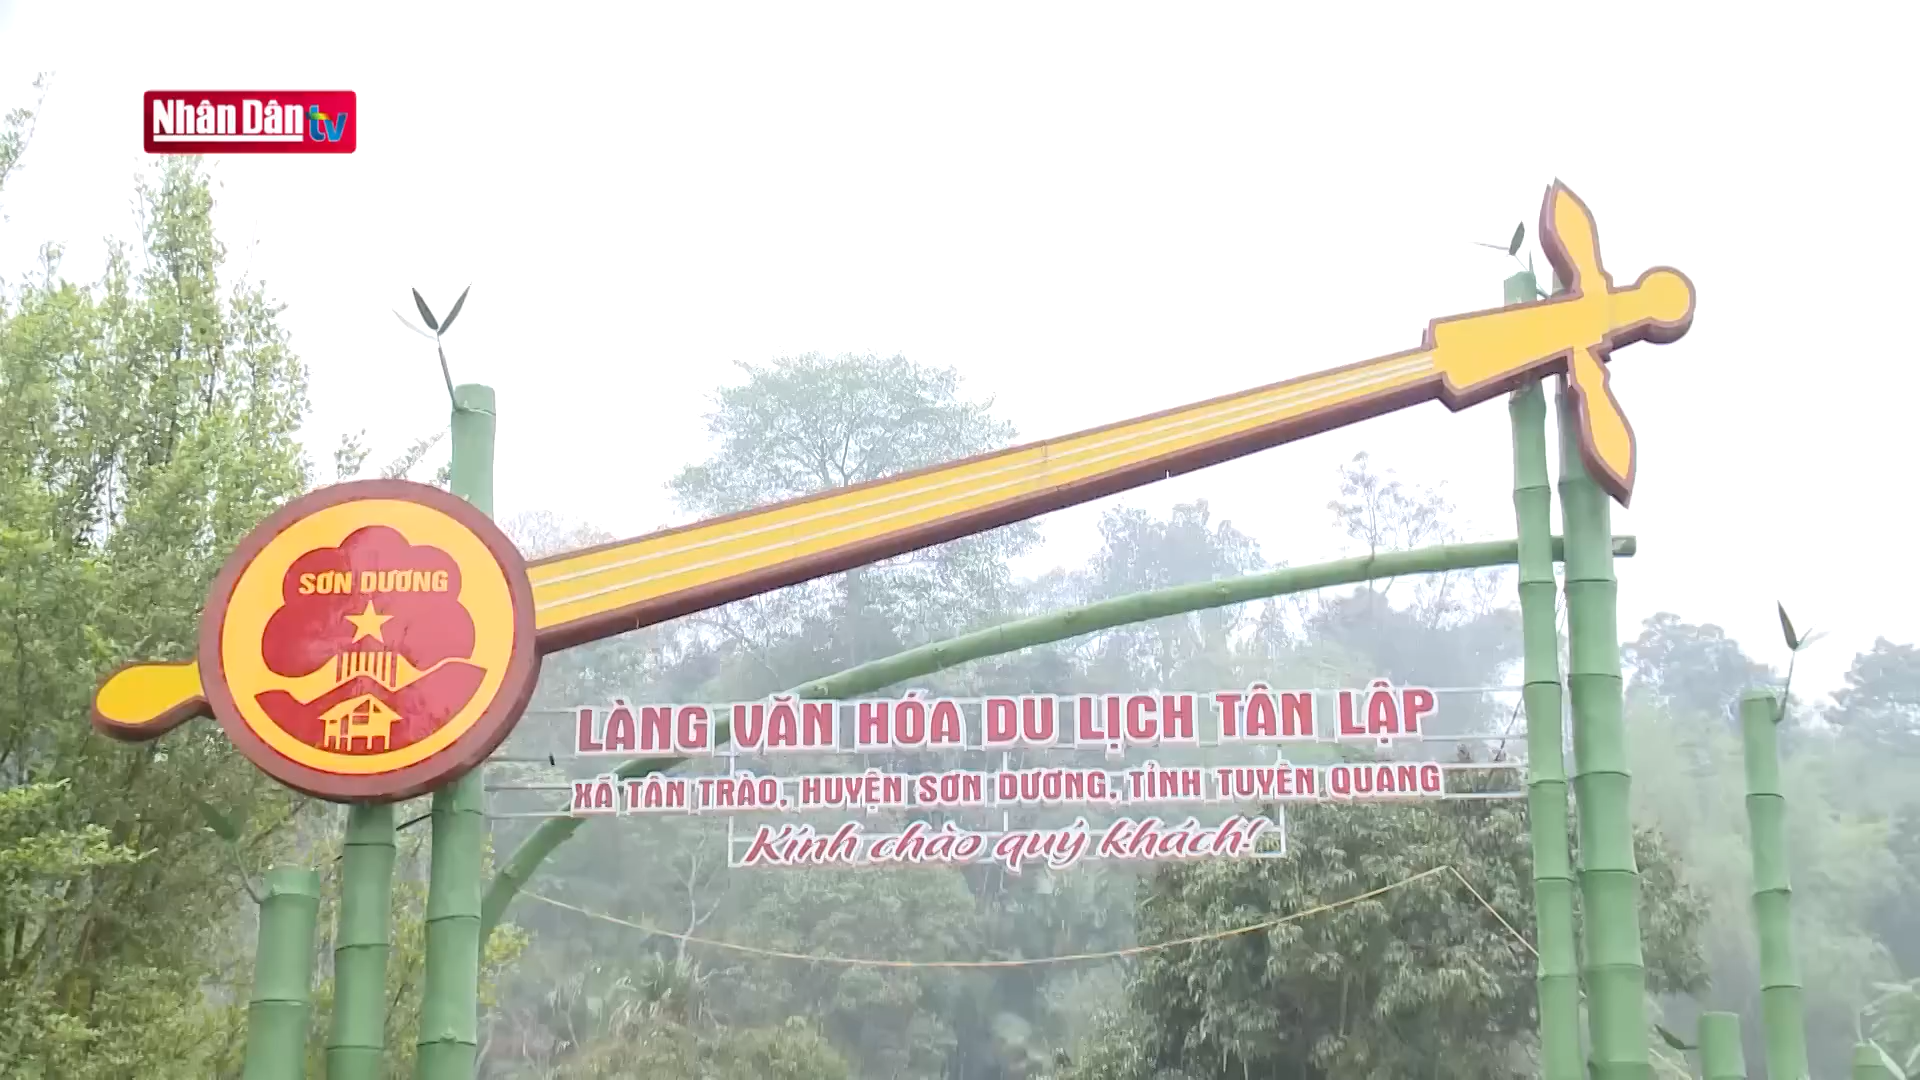 Nhân Dân tv
SƠN DƯƠNG
LÀNG VĂN HÓA DU LỊCH TÂN LẬP
XÃ TÂN TRÀO, HUYỆN SƠN DƯƠNG, TỈNH TUYÊN QUANG
Kính chào quý khách!